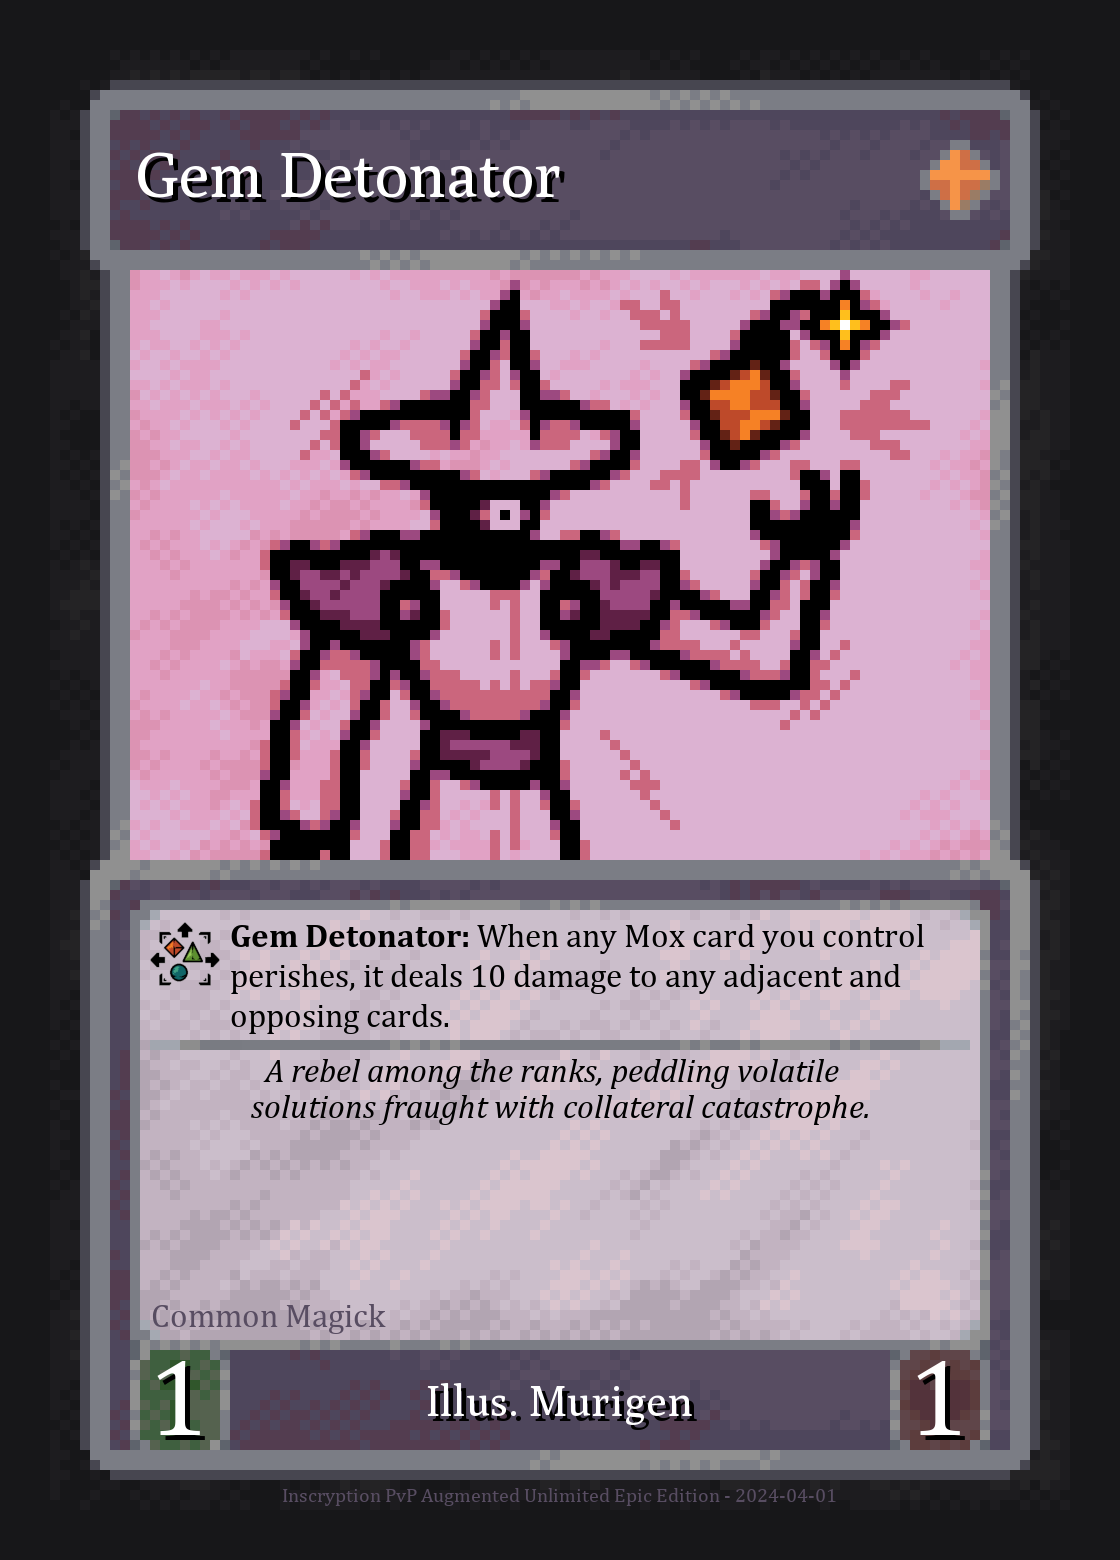 Gem Detonator
Gem Detonator: When any Mox card you control
perishes, it deals 10 damage to any adjacent and
opposing cards.
A rebel among the ranks, peddling volatile
solutions fraught with collateral catastrophe.
Common Magick
1
Illus. Murigen
1
Inscryption PvP Augmented Unlimited Epic Edition - 2024-04-01